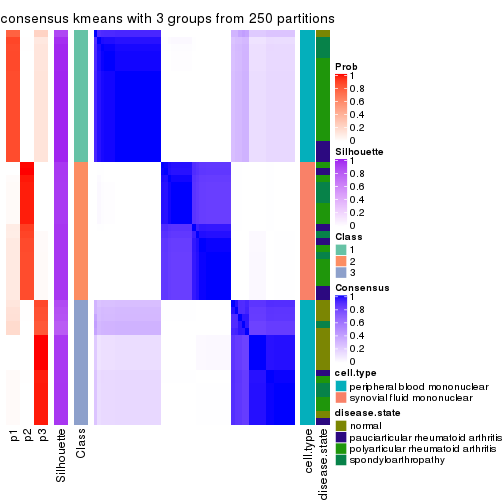 consensus kmeans with 3 groups from 250 partitions
p1
p2
p3
Silhouette
Class
cell.type
disease.state
Prob
1
0.8
0.6
0.4
0.2
0
Silhouette
1
0.8
0.6
0.4
0.2
0
Class
1
2
3
Consensus
1
0.8
0.6
0.4
0.2
0
cell.type
peripheral blood mononuclear
synovial fluid mononuclear
disease.state
normal
pauciarticular rheumatoid arthritis
polyarticular rheumatoid arthritis
spondyloarthropathy